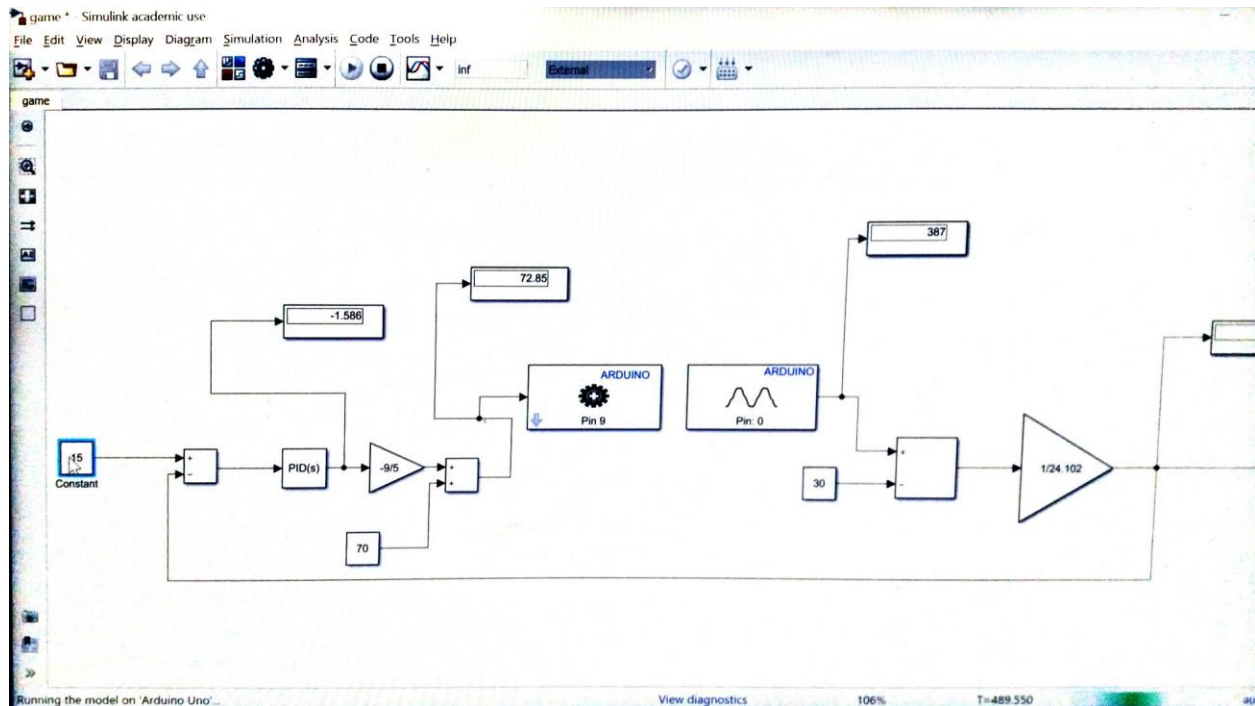 game * - Simulink academic use
File Edit View Display Diagram Simulation Analysis Code Tools Help
Inf External
game
387
72.85
-1.586
ARDUINO ARDUINO
Pin 9 Pin: 0
15
Constant
PID(s)
-9/5
30
1/24.102
70
Running the model on 'Arduino Uno'... View diagnostics 106% T=489.550